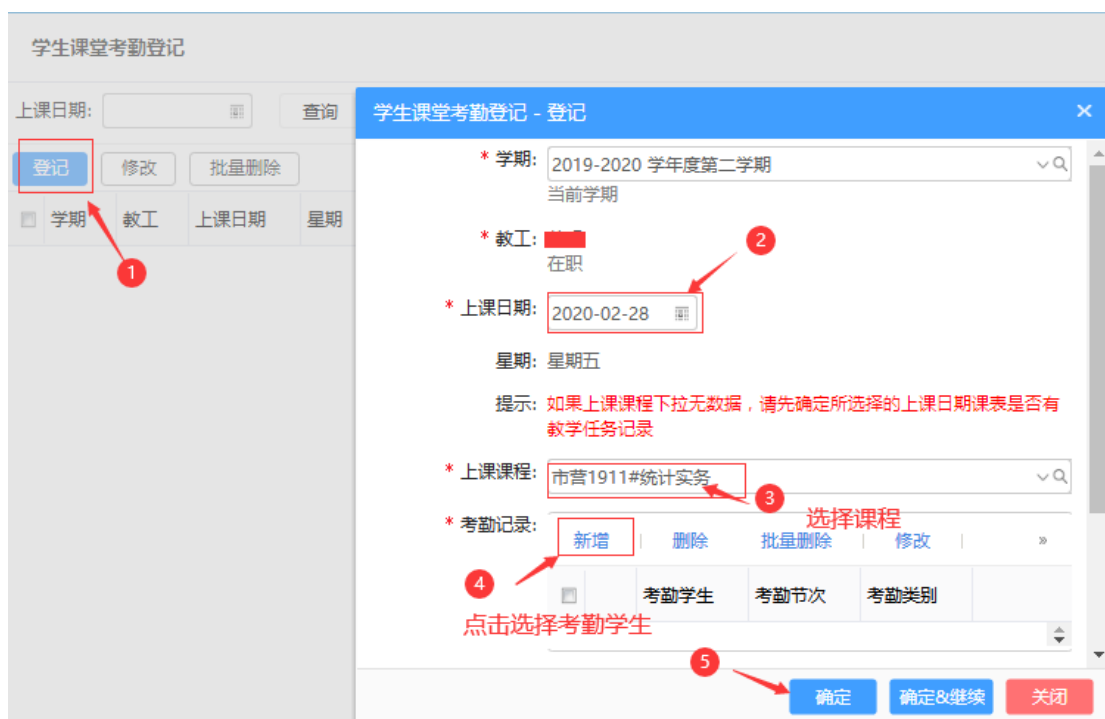 学生课堂考勤登记
上课日期:
查询
登记
修改
批量删除
学期
教工
上课日期
星期
1
学生课堂考勤登记 - 登记
×
* 学期:
2019-2020 学年度第二学期
当前学期
* 教工:
在职
2
* 上课日期:
2020-02-28
星期:
星期五
提示:
如果上课课程下拉无数据，请先确定所选择的上课日期课表是否有
教学任务记录
* 上课课程:
市营1911#统计实务
3
选择课程
* 考勤记录:
新增
删除
批量删除
修改
»
4
考勤学生
考勤节次
考勤类别
点击选择考勤学生
5
确定
确定&继续
关闭